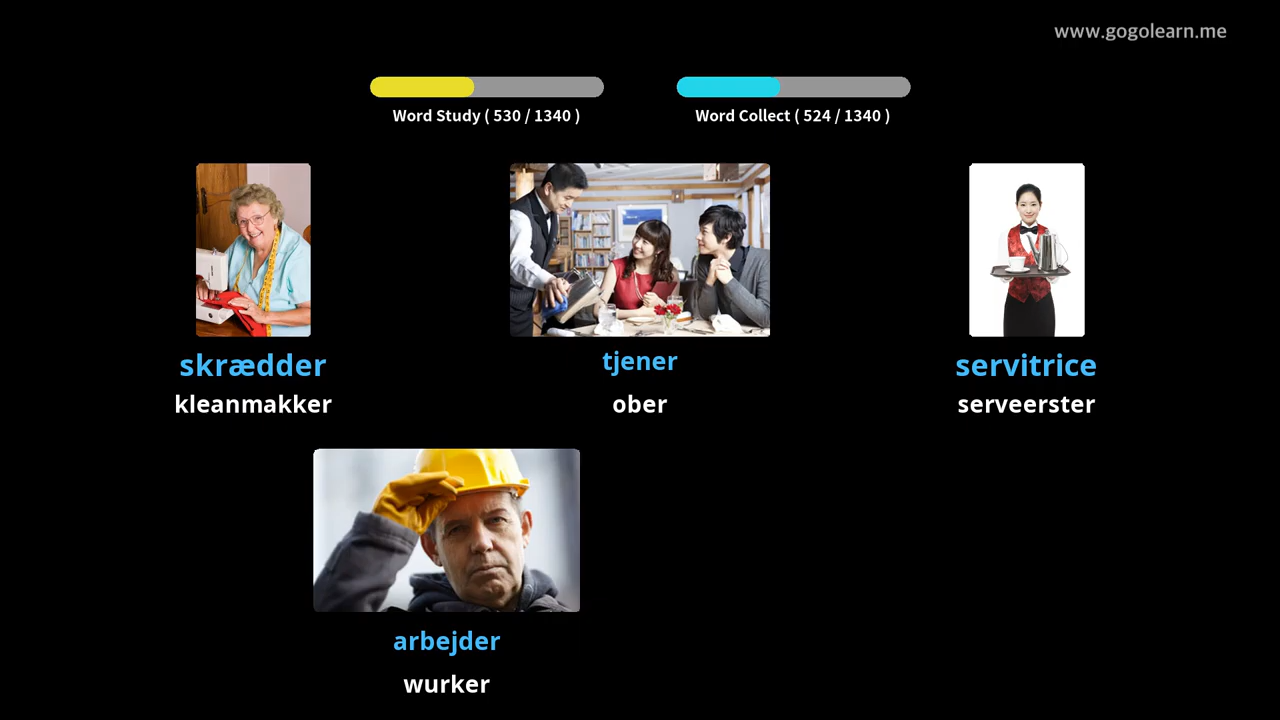 www.gogolearn.me
Word Study ( 530 / 1340 )
Word Collect ( 524 / 1340 )
skrædder
tjener
servitrice
kleanmakker
ober
serveerster
arbejder
wurker